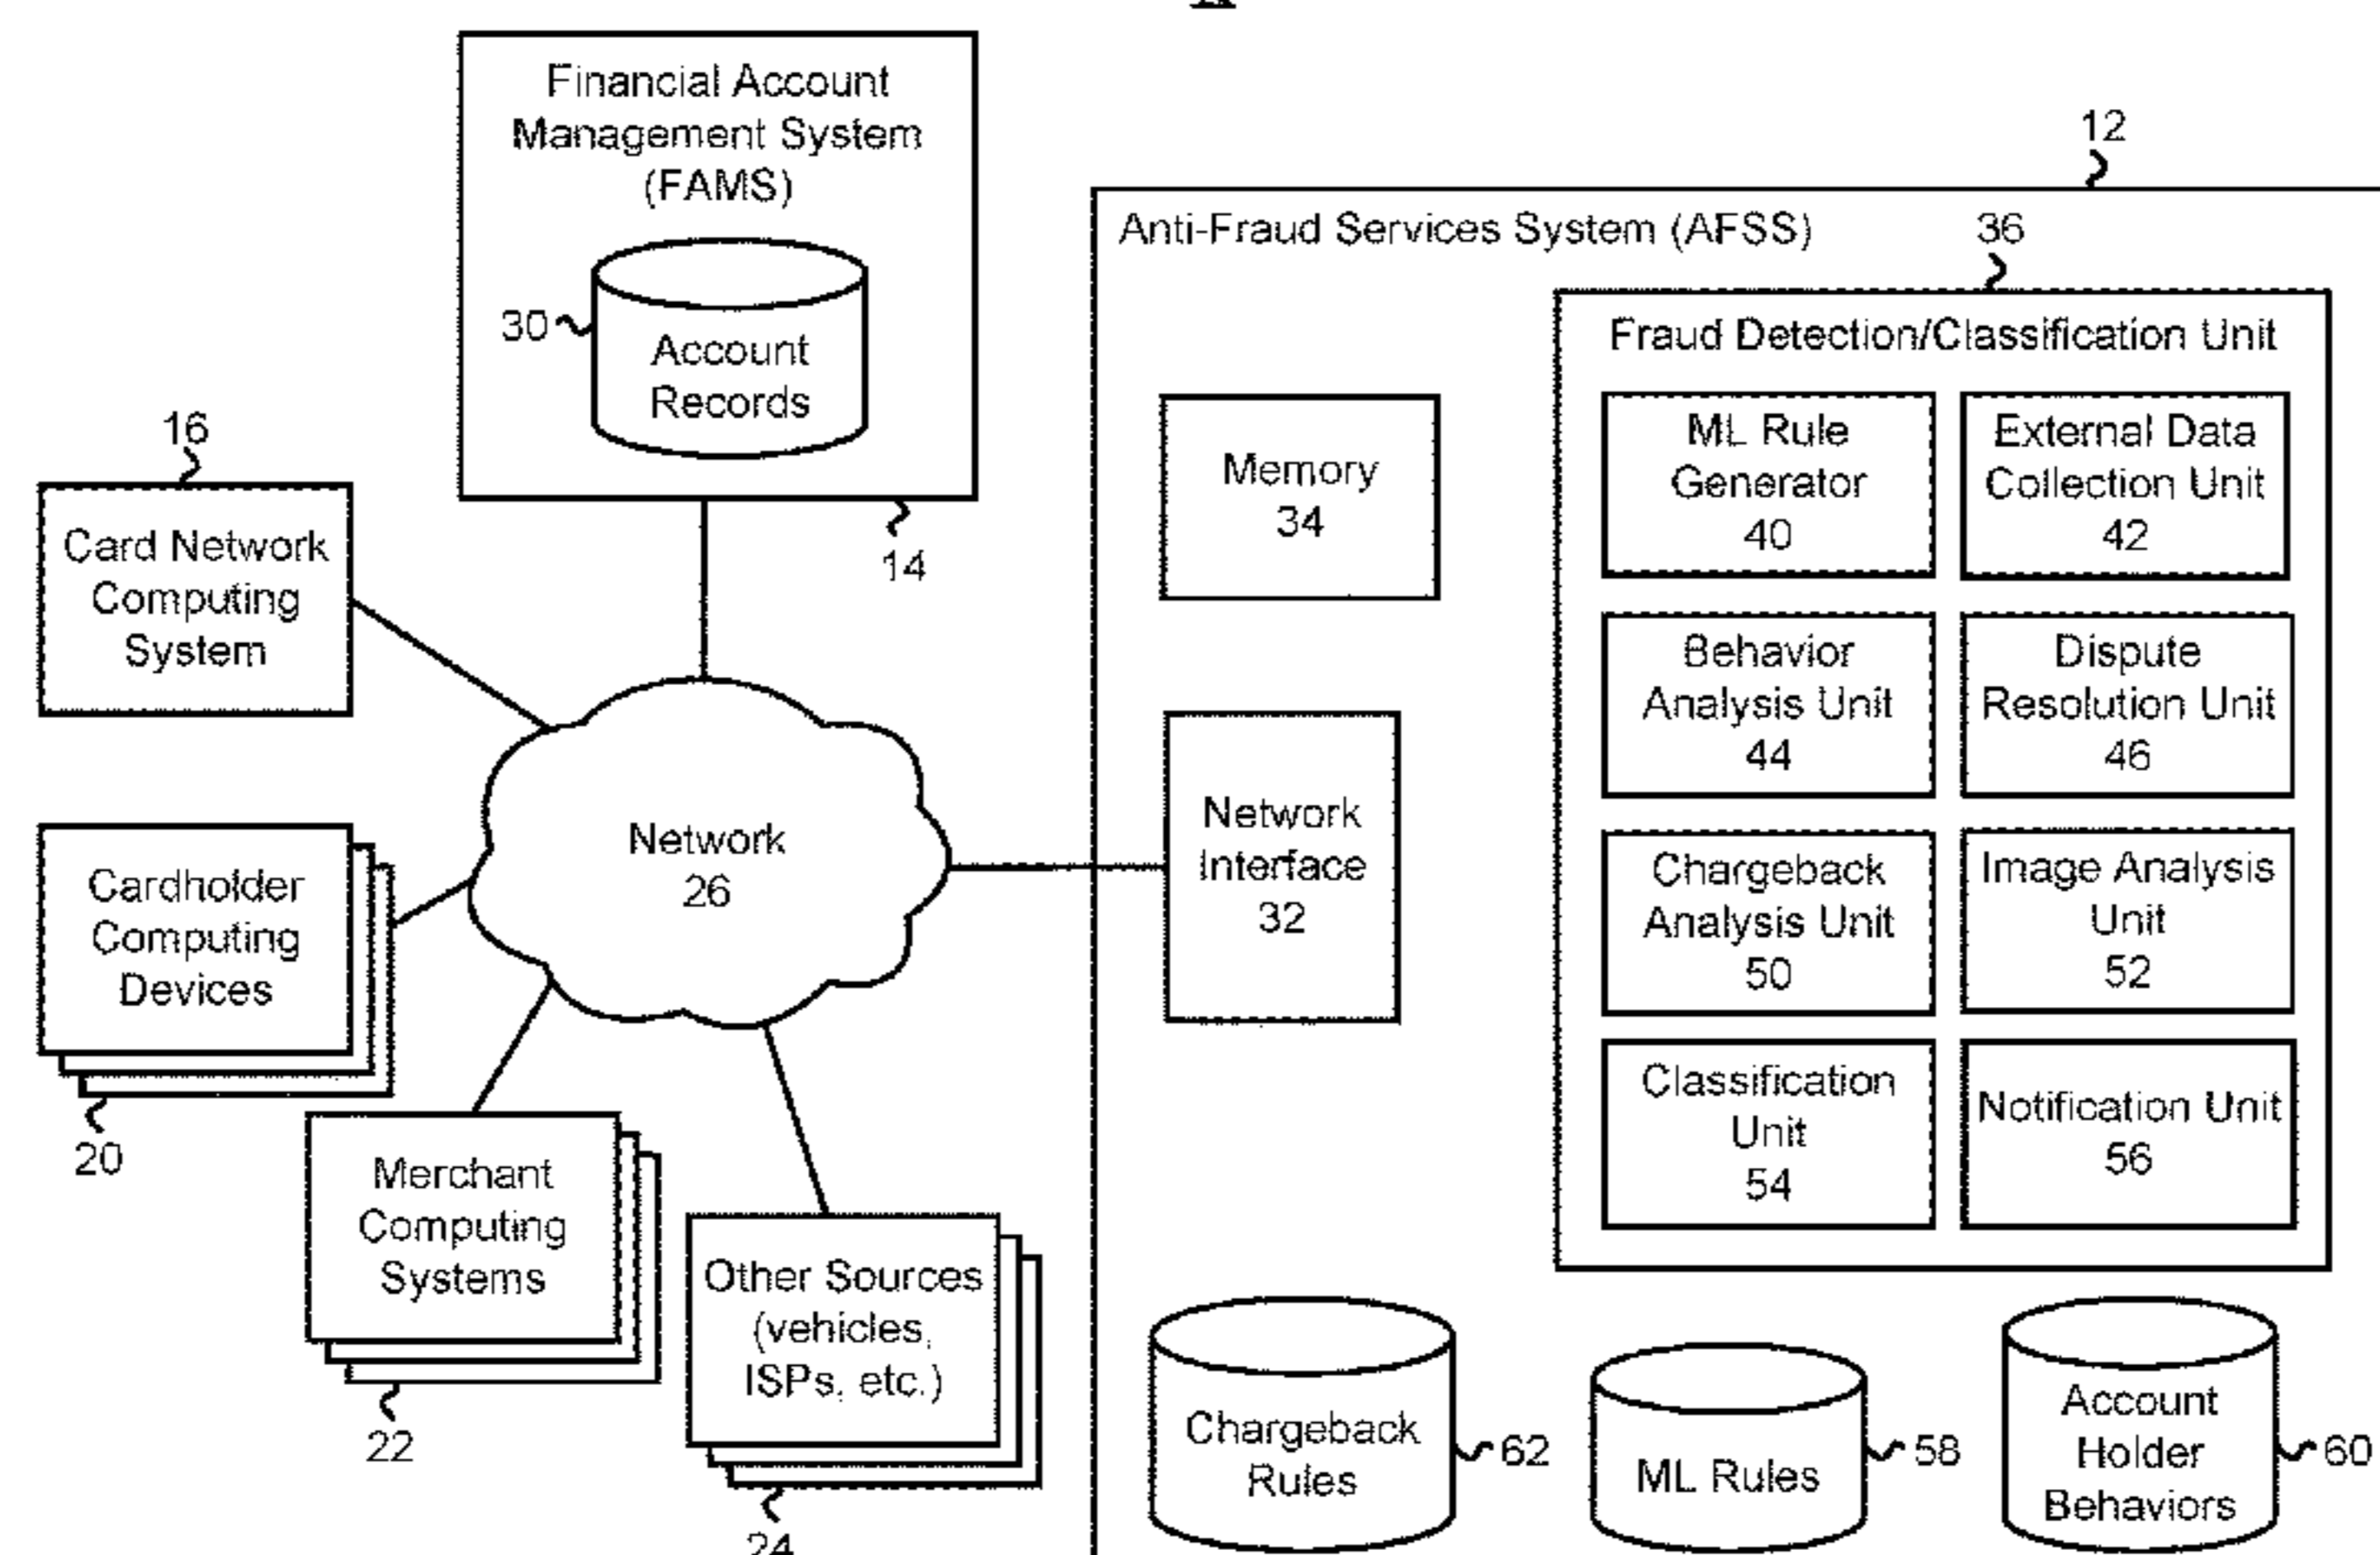 Financial Account
Management System
(FAMS)
30
Account
Records
14
16
Card Network
Computing
System
Cardholder
Computing
Devices
20
Network
26
Merchant
Computing
Systems
22
Other Sources
(vehicles,
ISPs, etc.)
24
12
Anti-Fraud Services System (AFSS)
36
Memory
34
Network
Interface
32
Fraud Detection/Classification Unit
ML Rule
Generator
40
External Data
Collection Unit
42
Behavior
Analysis Unit
44
Dispute
Resolution Unit
46
Chargeback
Analysis Unit
50
Image Analysis
Unit
52
Classification
Unit
54
Notification Unit
56
Chargeback
Rules
62
ML Rules
58
Account
Holder
Behaviors
60